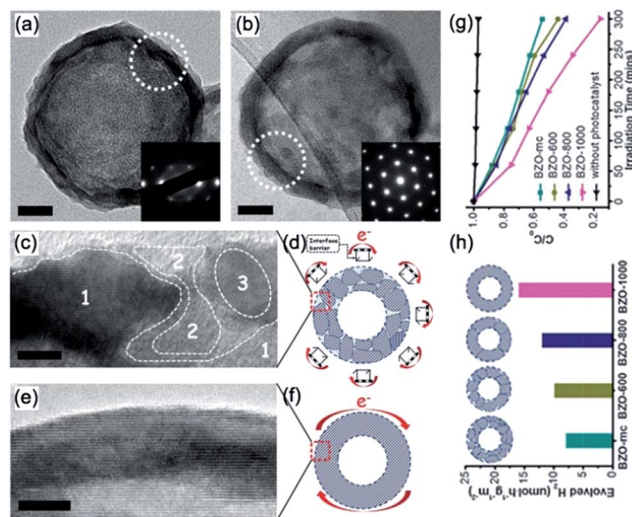 (a)
(b)
(c)
1
2
2
3
1
(d)
e⁻
Interface
barrier
(e)
(f)
e⁻
(g)
300
250
200
150
100
50
0
Irradiation Time (mins)
BZO-mc
BZO-600
BZO-800
BZO-1000
without photocatalyst
1.0 0.8 0.6 0.4 0.2
C/C⁰
(h)
BZO-1000
BZO-800
BZO-600
BZO-mc
25 20 15 10 5 0
Evolved H₂ (umol h⁻¹g⁻¹m⁻²)